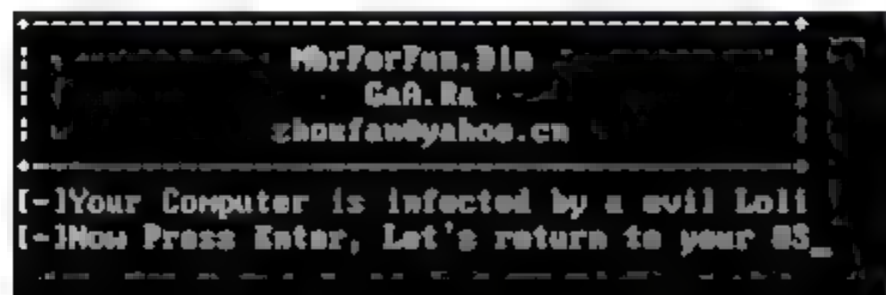 MbrForFun.Bin
GaA.Ra
zhoufan@yahoo.cn
[-]Your Computer is infected by a evil Loli
[-]Now Press Enter, Let's return to your OS_